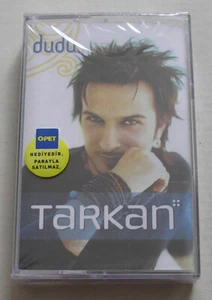 dudu
OPET
HEDİYEDİR,
PARAYLA
SATILMAZ.
TARKAN